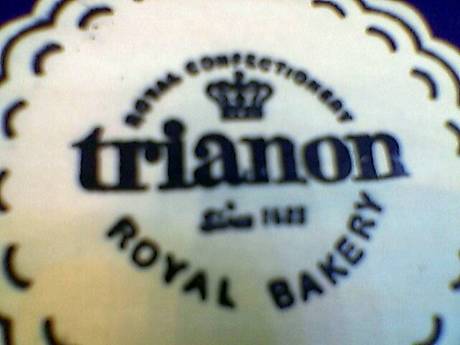 ROYAL CONFECTIONERY
trianon
Since
ROYAL BAKERY